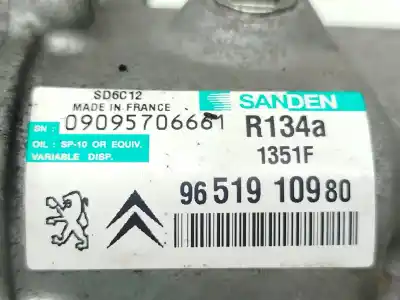 SD6C12
MADE IN FRANCE
SANDEN
SN: 09095706661
R134a
OIL: SP-10 OR EQUIV.
VARIABLE DISP.
1351F
96 519 109 80